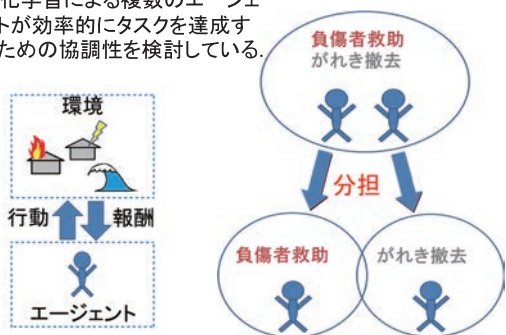 化学習による複数のエージェ
トが効率的にタスクを達成す
ための協調性を検討している.
環境
行動
報酬
エージェント
負傷者救助
がれき撤去
分担
負傷者救助
がれき撤去